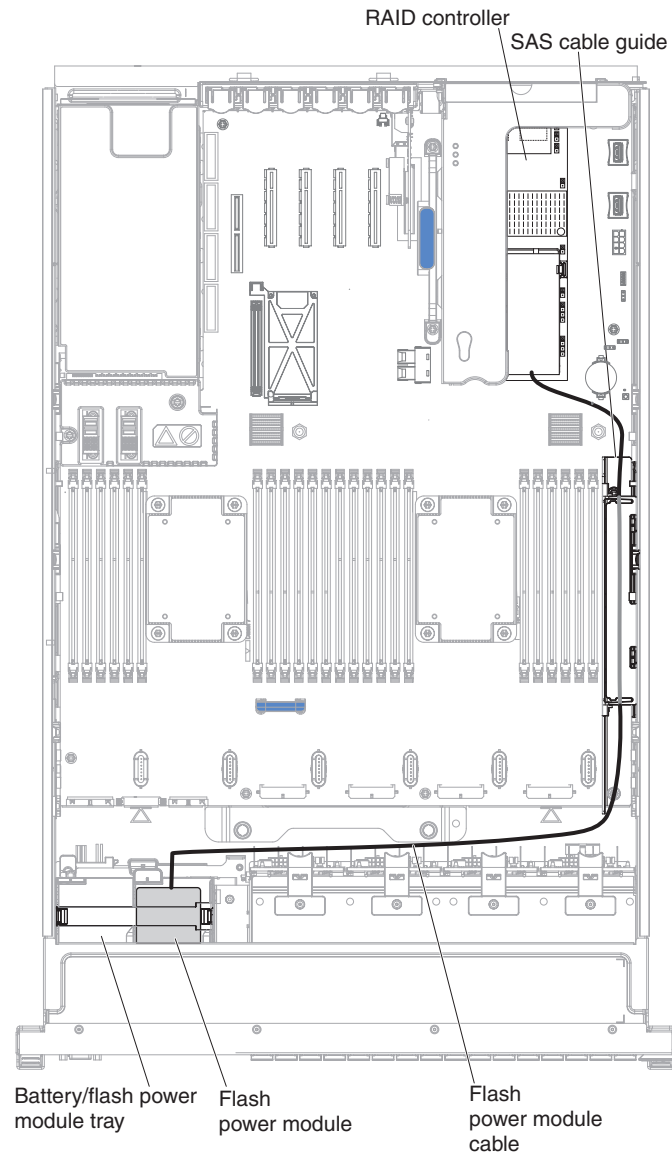 RAID controller
SAS cable guide
Battery/flash power
module tray
Flash
power module
Flash
power module
cable